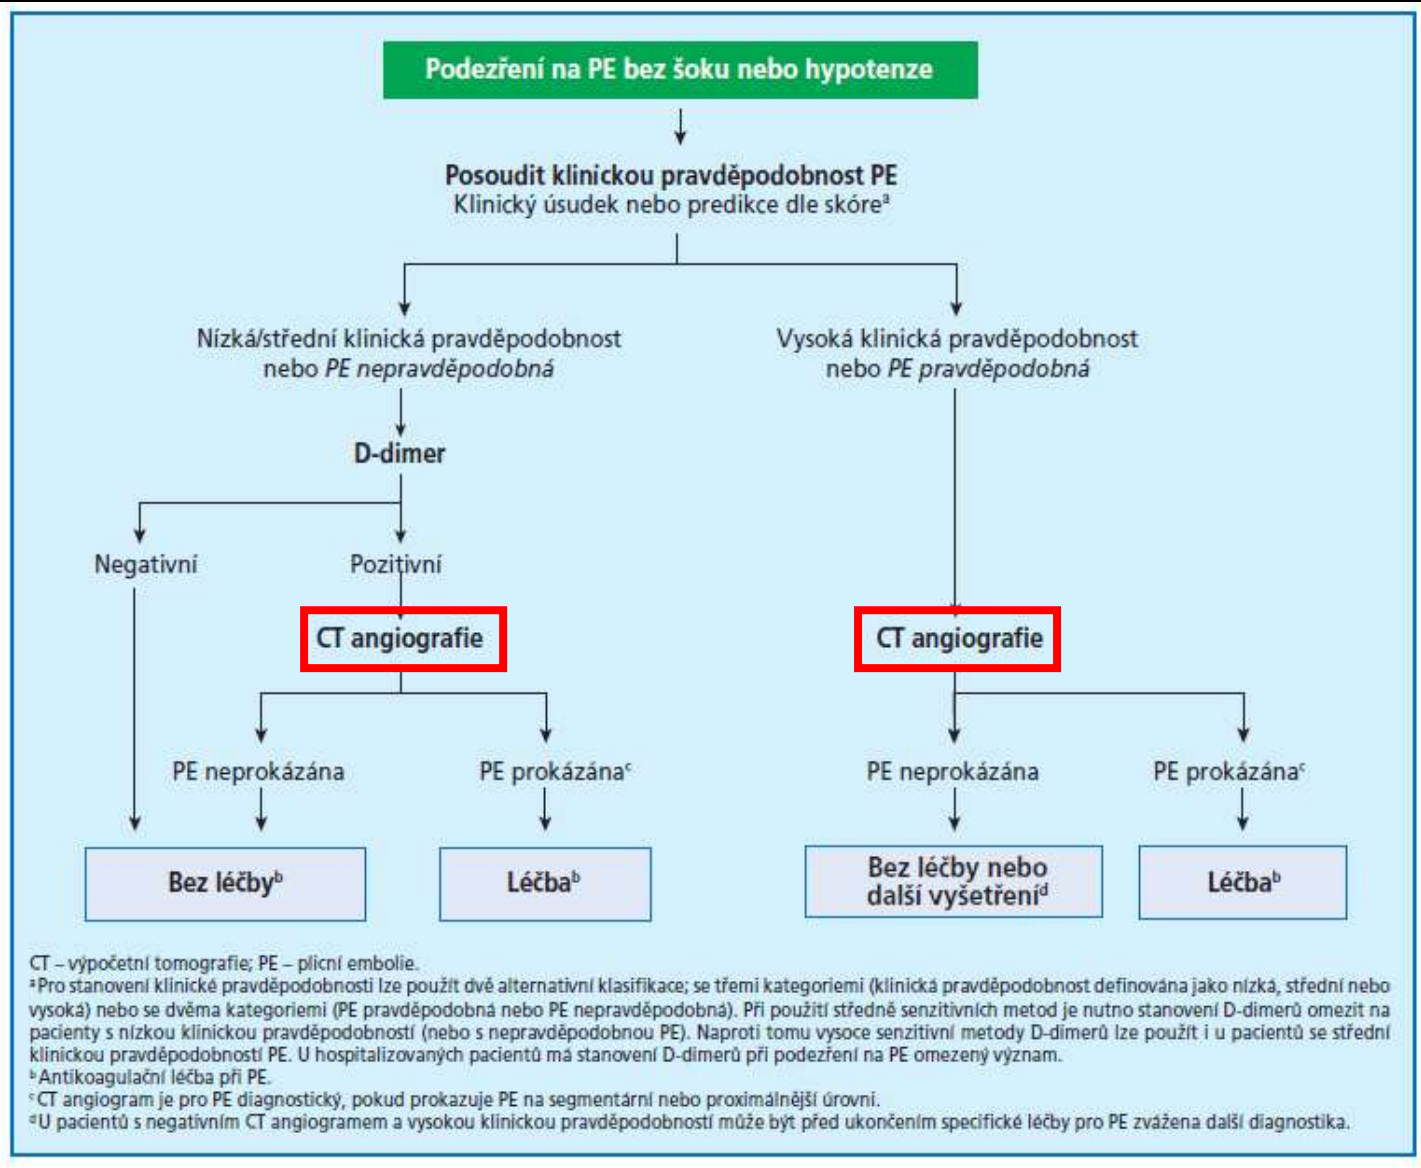 Podezření na PE bez šoku nebo hypotenze
Posoudit klinickou pravděpodobnost PE
Klinický úsudek nebo predikce dle skóreᵃ
Nízká/střední klinická pravděpodobnost
nebo PE nepravděpodobná
Vysoká klinická pravděpodobnost
nebo PE pravděpodobná
D-dimer
Negativní
Pozitivní
CT angiografie
CT angiografie
PE neprokázána
PE prokázánaᶜ
PE neprokázána
PE prokázánaᶜ
Bez léčbyᵇ
Léčbaᵇ
Bez léčby nebo
další vyšetřeníᵈ
Léčbaᵇ
CT – výpočetní tomografie; PE – plicní embolie.
ᵃ Pro stanovení klinické pravděpodobnosti lze použít dvě alternativní klasifikace; se třemi kategoriemi (klinická pravděpodobnost definována jako nízká, střední nebo
vysoká) nebo se dvěma kategoriemi (PE pravděpodobná nebo PE nepravděpodobná). Při použití středně senzitivních metod je nutno stanovení D-dimerů omezit na
pacienty s nízkou klinickou pravděpodobností (nebo s nepravděpodobnou PE). Naproti tomu vysoce senzitivní metody D-dimerů lze použít i u pacientů se střední
klinickou pravděpodobností PE. U hospitalizovaných pacientů má stanovení D-dimerů při podezření na PE omezený význam.
ᵇ Antikoagulační léčba při PE.
ᶜ CT angiogram je pro PE diagnostický, pokud prokazuje PE na segmentární nebo proximálnější úrovni.
ᵈ U pacientů s negativním CT angiogramem a vysokou klinickou pravděpodobností může být před ukončením specifické léčby pro PE zvážena další diagnostika.